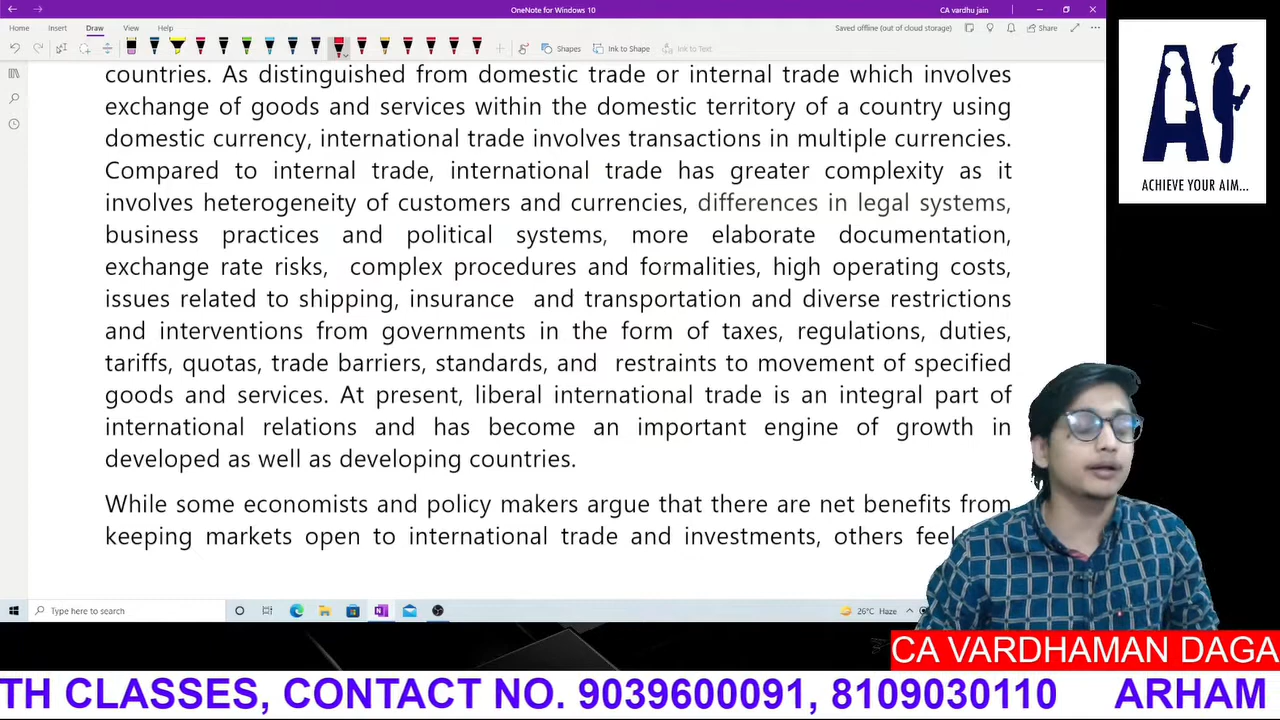 OneNote for Windows 10
CA vardhu jain
Home Insert Draw View Help
Saved offline (out of cloud storage)
Share
Shapes
Ink to Shape
Ink to Text
countries. As distinguished from domestic trade or internal trade which involves
exchange of goods and services within the domestic territory of a country using
domestic currency, international trade involves transactions in multiple currencies.
Compared to internal trade, international trade has greater complexity as it
involves heterogeneity of customers and currencies, differences in legal systems,
business practices and political systems, more elaborate documentation,
exchange rate risks, complex procedures and formalities, high operating costs,
issues related to shipping, insurance and transportation and diverse restrictions
and interventions from governments in the form of taxes, regulations, duties,
tariffs, quotas, trade barriers, standards, and restraints to movement of specified
goods and services. At present, liberal international trade is an integral part of
international relations and has become an important engine of growth in
developed as well as developing countries.
While some economists and policy makers argue that there are net benefits from
keeping markets open to international trade and investments, others feel
Type here to search
26°C Haze
A
ACHIEVE YOUR AIM...
CA VARDHAMAN DAGA
TH CLASSES, CONTACT NO. 9039600091, 8109030110 ARHAM